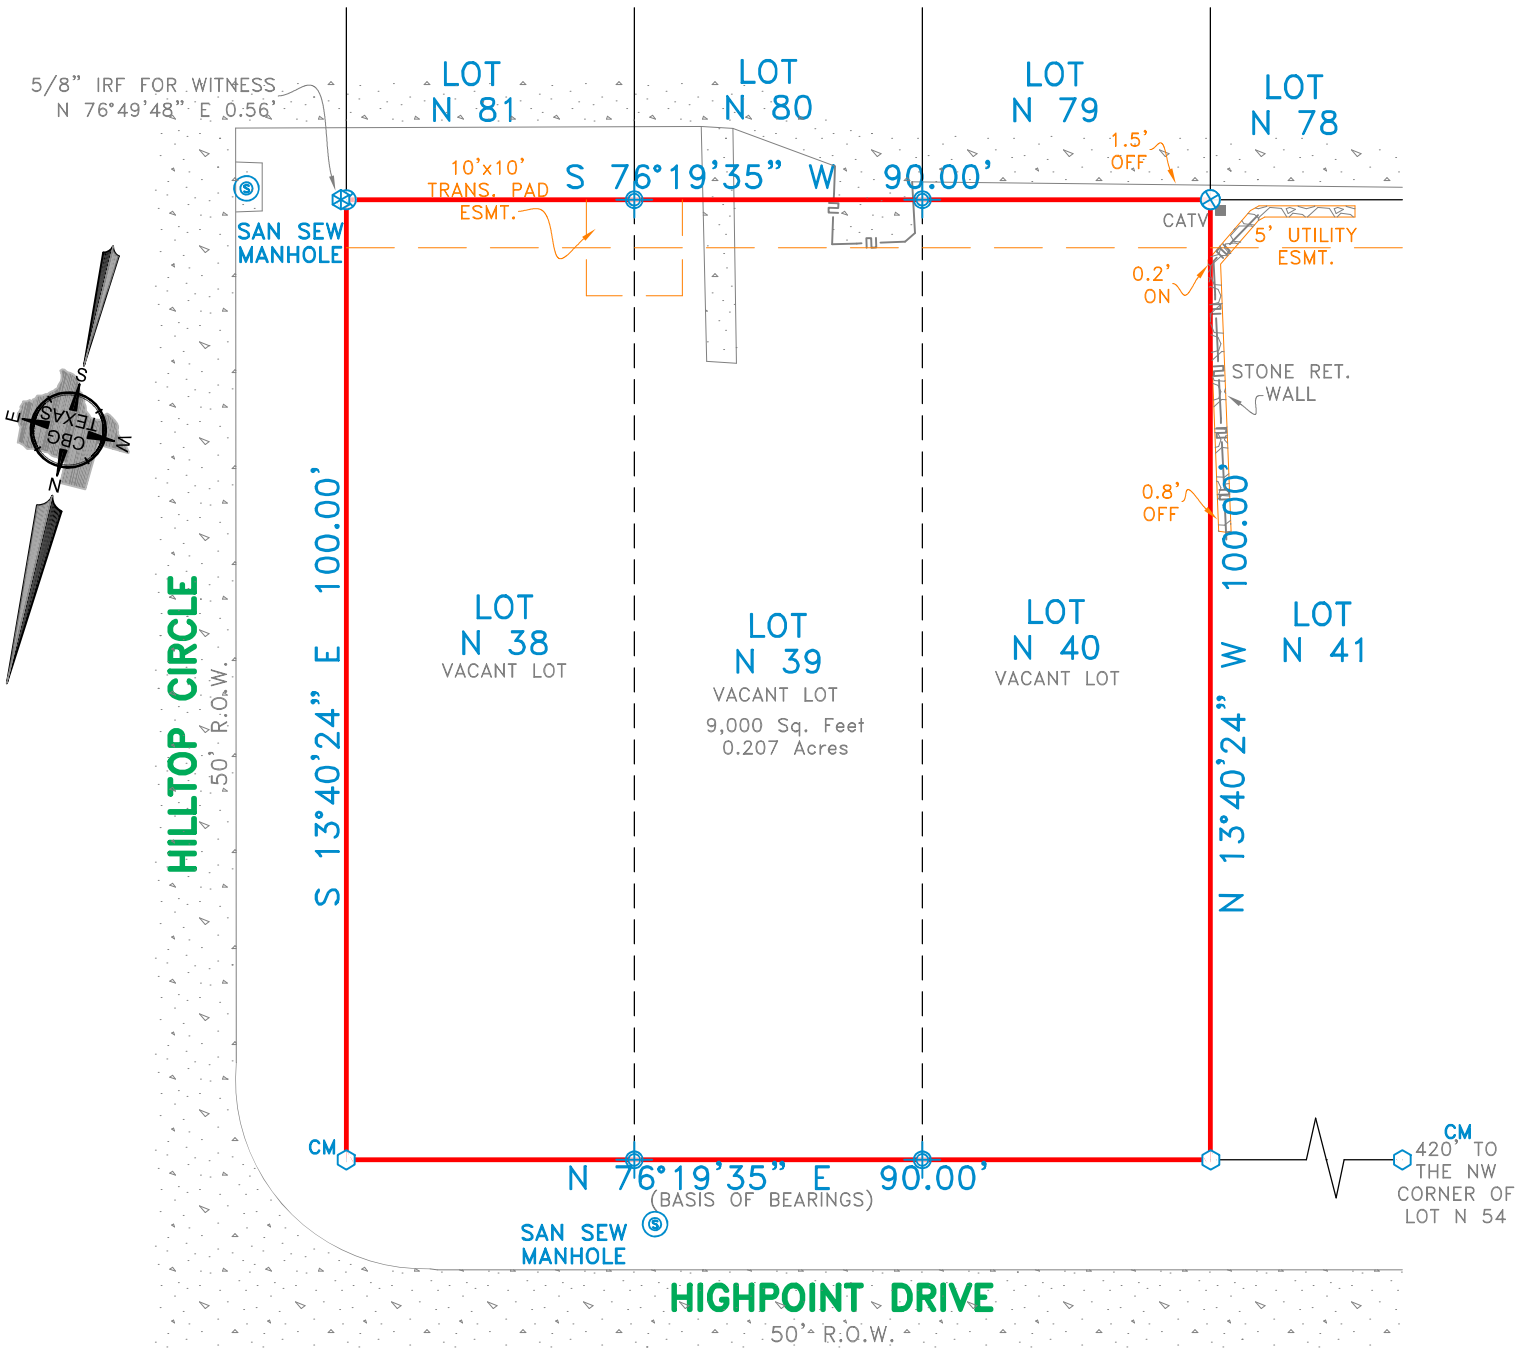 5/8" IRF FOR WITNESS
N 76°49'48" E 0.56'
LOT
N 81
LOT
N 80
LOT
N 79
LOT
N 78
1.5'
OFF
10'x10'
TRANS. PAD
ESMT.
S 76°19'35" W 90.00'
S
SAN SEW
MANHOLE
CATV
5' UTILITY
ESMT.
0.2'
ON
STONE RET.
WALL
0.8'
OFF
S
E
W
N
CBG
TEXAS
HILLTOP CIRCLE
50' R.O.W.
S 13°40'24" E 100.00'
LOT
N 38
VACANT LOT
LOT
N 39
VACANT LOT
9,000 Sq. Feet
0.207 Acres
LOT
N 40
VACANT LOT
N 13°40'24" W 100.00'
LOT
N 41
CM
N 76°19'35" E 90.00'
(BASIS OF BEARINGS)
CM
420' TO
THE NW
CORNER OF
LOT N 54
SAN SEW
MANHOLE
S
HIGHPOINT DRIVE
50' R.O.W.